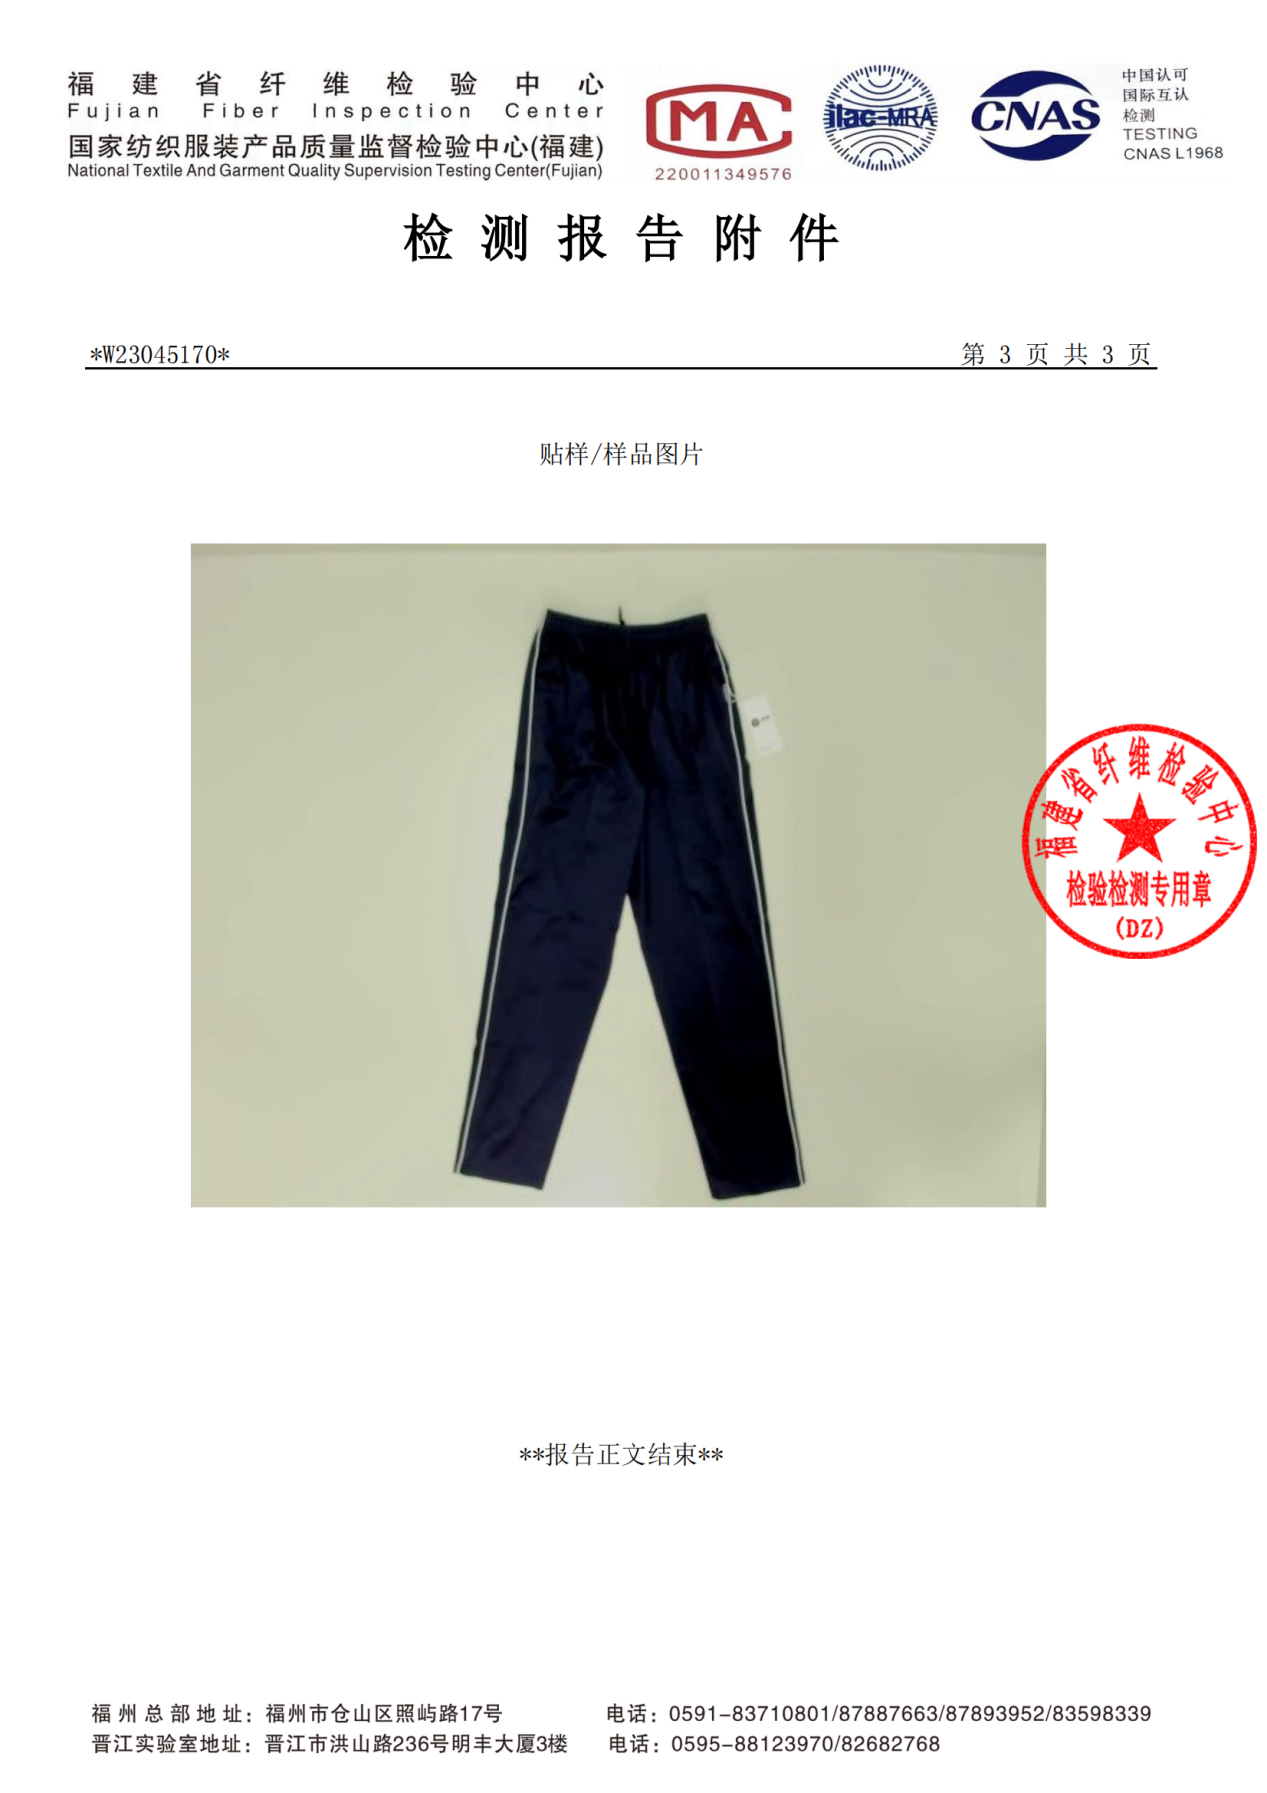 福建省纤维检验中心
Fujian Fiber Inspection Center
国家纺织服装产品质量监督检验中心(福建)
National Textile And Garment Quality Supervision Testing Center(Fujian)
MA
220011349576
ilac-MRA
CNAS
中国认可
国际互认
检测
TESTING
CNAS L1968
检测报告附件
*W23045170*
第 3 页 共 3 页
贴样/样品图片
福建省纤维检验中心
检验检测专用章
(DZ)
**报告正文结束**
福州总部地址：福州市仓山区照屿路17号
电话：0591-83710801/87887663/87893952/83598339
晋江实验室地址：晋江市洪山路236号明丰大厦3楼
电话：0595-88123970/82682768